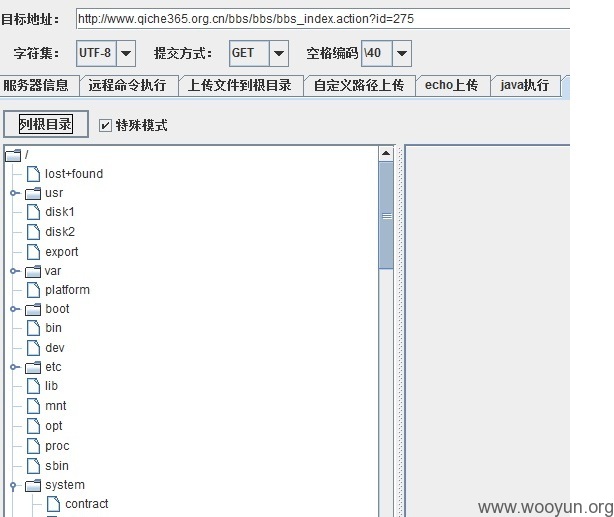 目标地址： http://www.qiche365.org.cn/bbs/bbs/bbs_index.action?id=275
字符集： UTF-8 提交方式： GET 空格编码 \40
服务器信息 远程命令执行 上传文件到根目录 自定义路径上传 echo上传 java执行
列根目录 特殊模式
/
lost+found
usr
disk1
disk2
export
var
platform
boot
bin
dev
etc
lib
mnt
opt
proc
sbin
system
contract
www.wooyun.org